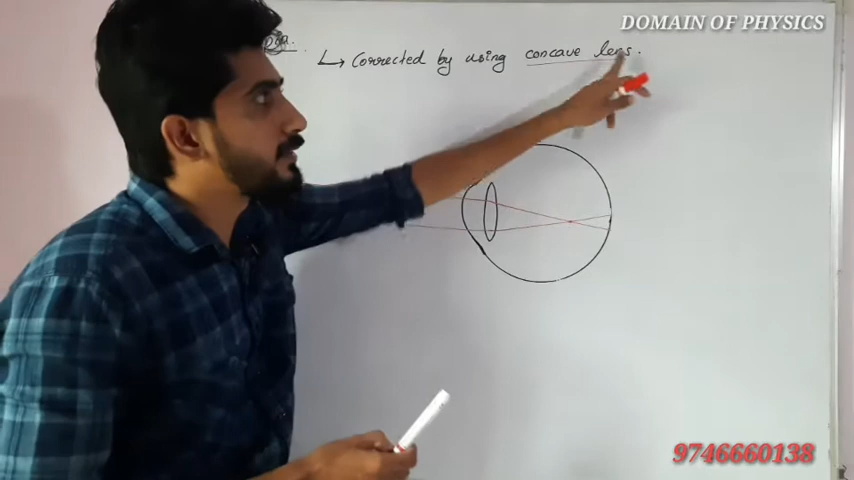 DOMAIN OF PHYSICS
↳ Corrected by using concave lens.
9746660138